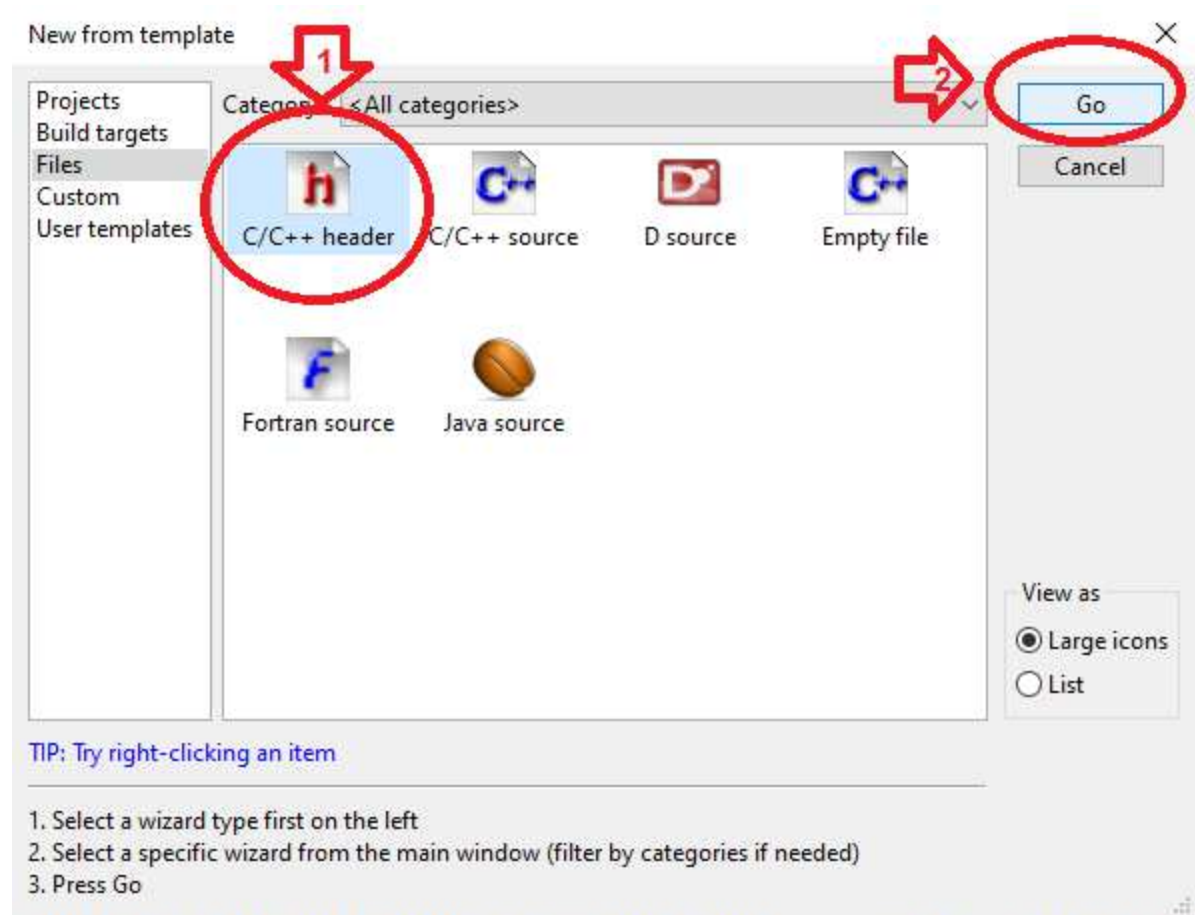 New from template
1
2
Projects
Build targets
Files
Custom
User templates
Category: <All categories>
Go
Cancel
h
C/C++ header
C++
C/C++ source
D
D source
C++
Empty file
F
Fortran source
Java source
View as
Large icons
List
TIP: Try right-clicking an item
1. Select a wizard type first on the left
2. Select a specific wizard from the main window (filter by categories if needed)
3. Press Go